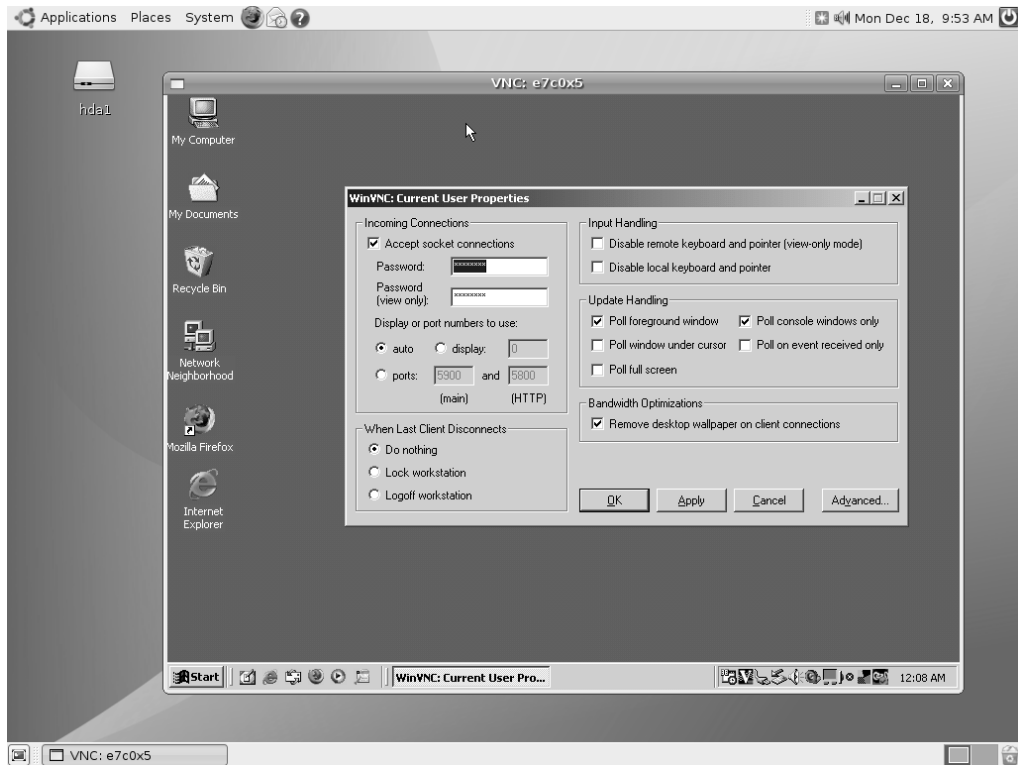 Applications Places System
Mon Dec 18, 9:53 AM
hda1
VNC: e7c0x5
My Computer
My Documents
Recycle Bin
Network
Neighborhood
Mozilla Firefox
Internet
Explorer
WinVNC: Current User Properties
Incoming Connections
Accept socket connections
Password:
xxxxxxxx
Password
(view only):
xxxxxxxx
Display or port numbers to use:
auto
display:
0
ports:
5900
and
5800
(main)
(HTTP)
When Last Client Disconnects
Do nothing
Lock workstation
Logoff workstation
Input Handling
Disable remote keyboard and pointer (view-only mode)
Disable local keyboard and pointer
Update Handling
Poll foreground window
Poll console windows only
Poll window under cursor
Poll on event received only
Poll full screen
Bandwidth Optimizations
Remove desktop wallpaper on client connections
OK
Apply
Cancel
Advanced...
Start
WinVNC: Current User Pro...
12:08 AM
VNC: e7c0x5